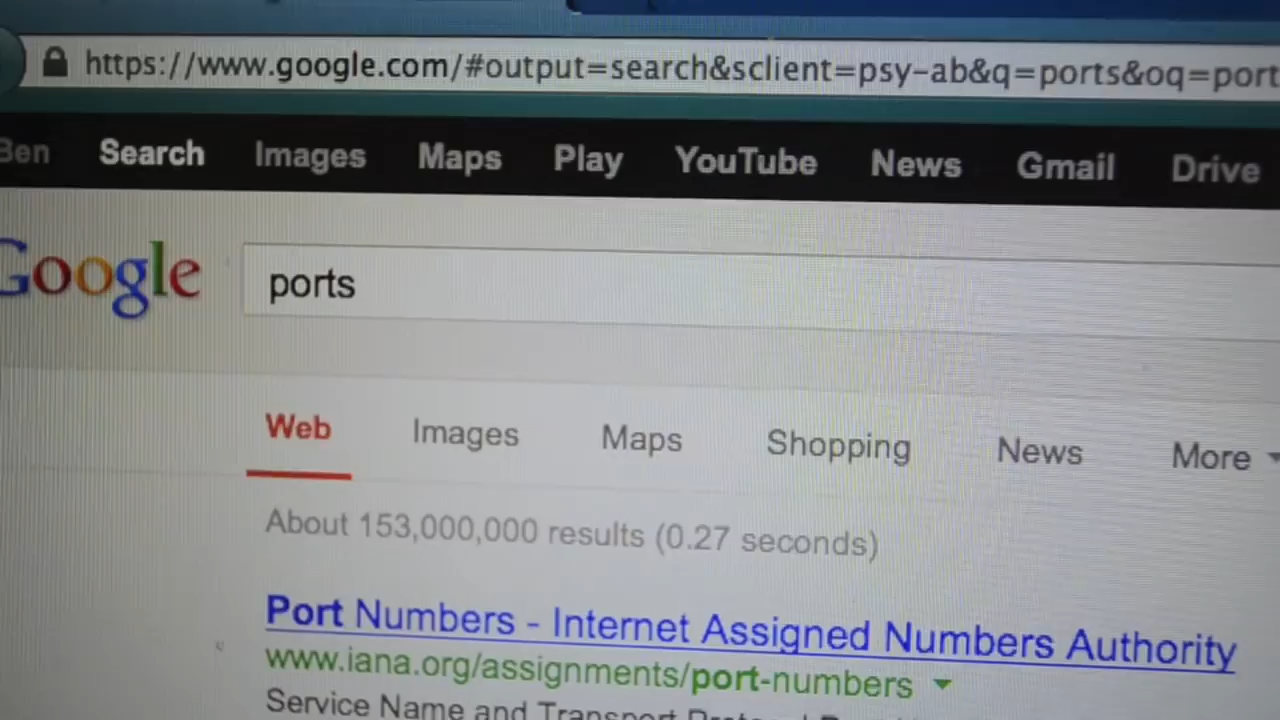 https://www.google.com/#output=search&sclient=psy-ab&q=ports&oq=port
Ben Search Images Maps Play YouTube News Gmail Drive
Google ports
Web Images Maps Shopping News More
About 153,000,000 results (0.27 seconds)
Port Numbers - Internet Assigned Numbers Authority
www.iana.org/assignments/port-numbers
Service Name and Transport Protocol